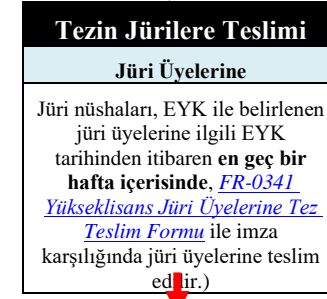 Tezin Jürilere Teslimi
Jüri Üyelerine
Jüri nüshaları, EYK ile belirlenen
jüri üyelerine ilgili EYK
tarihinden itibaren en geç bir
hafta içerisinde, FR-0341
Yükseklisans Jüri Üyelerine Tez
Teslim Formu ile imza
karşılığında jüri üyelerine teslim
edilir.)